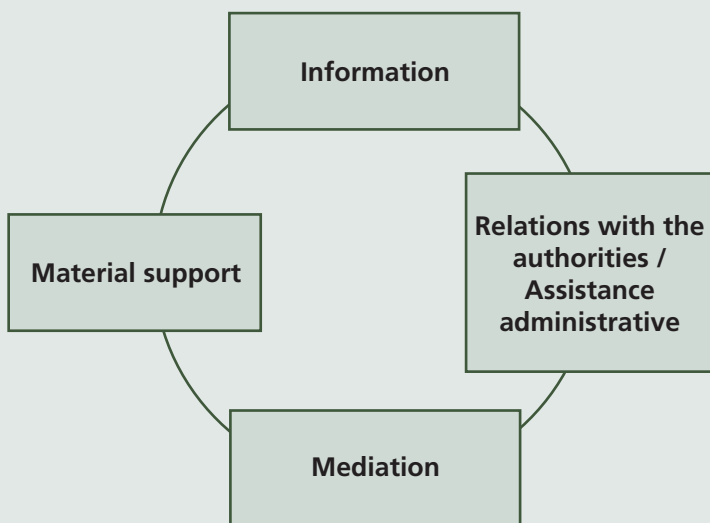 Information
Relations with the
authorities /
Assistance
administrative
Material support
Mediation